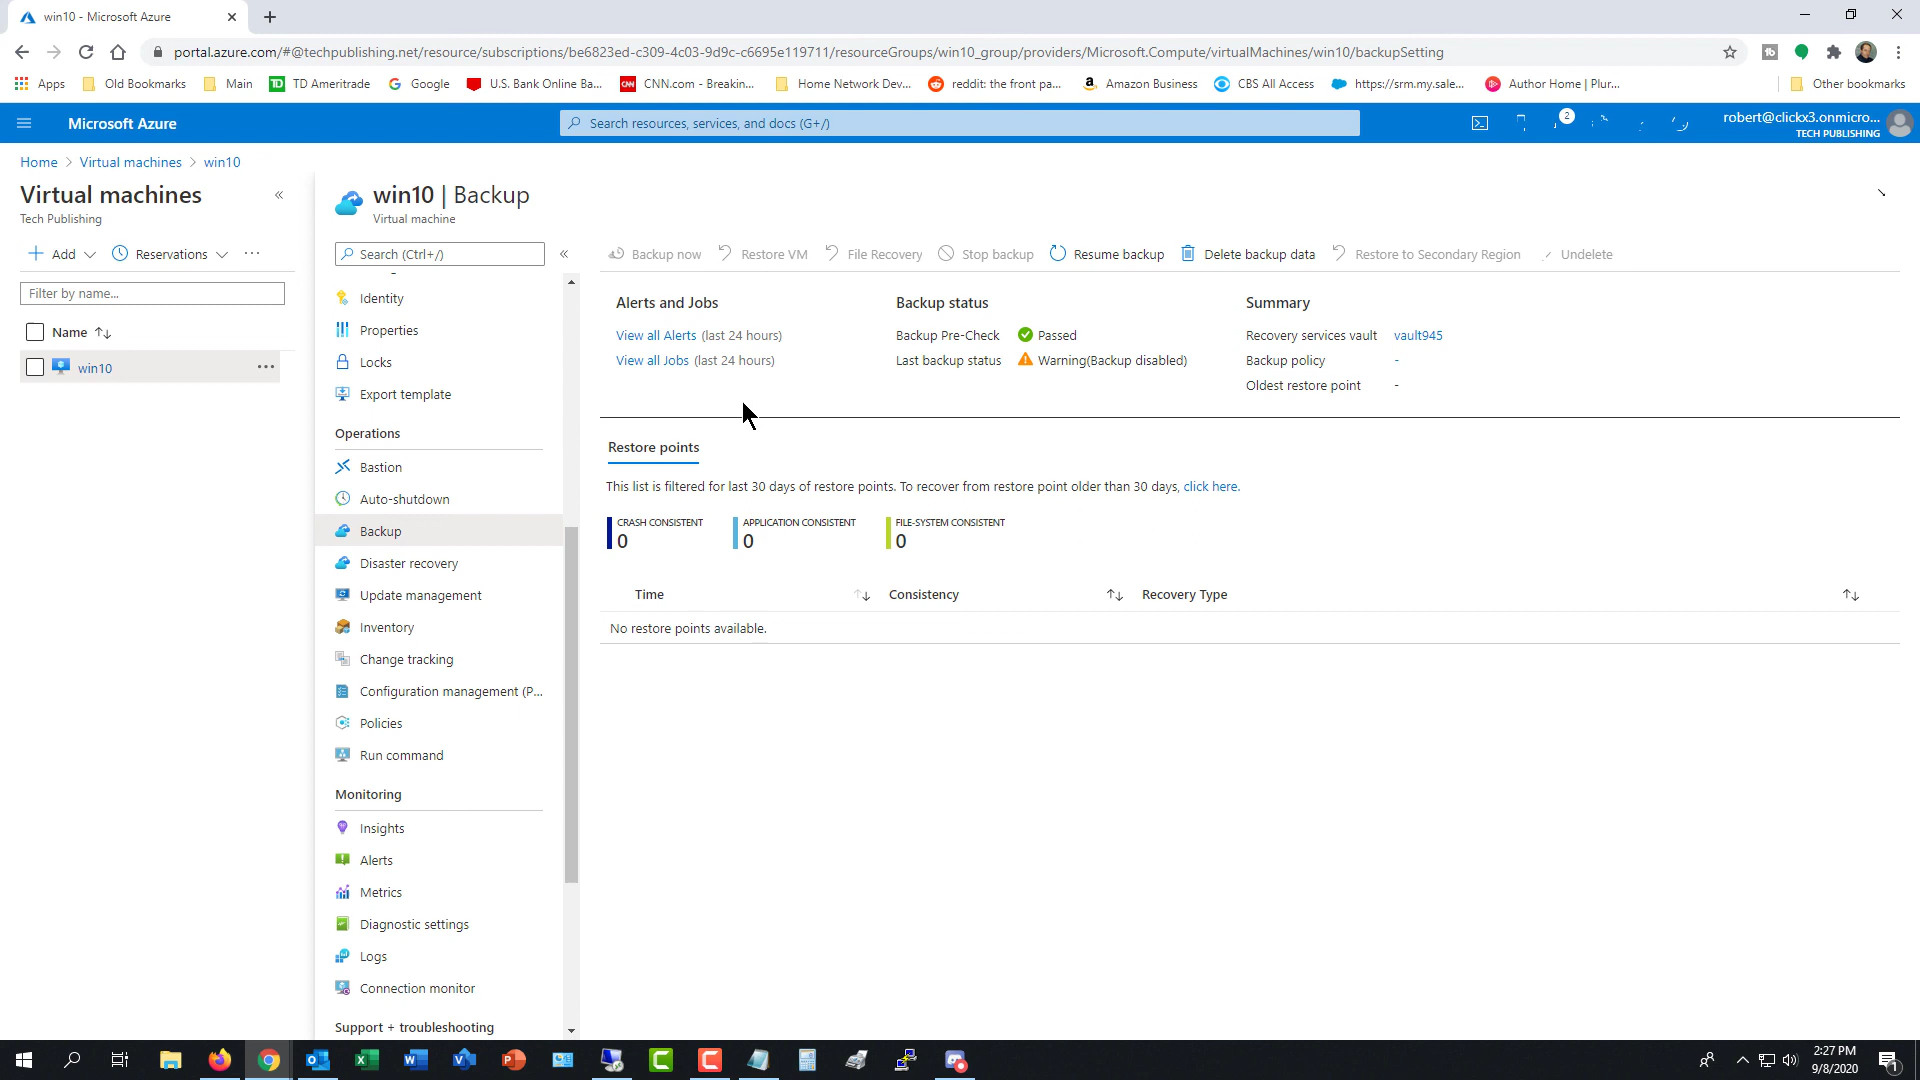 win10 - Microsoft Azure
portal.azure.com/#@techpublishing.net/resource/subscriptions/be6823ed-c309-4c03-9d9c-c6695e119711/resourceGroups/win10_group/providers/Microsoft.Compute/virtualMachines/win10/backupSetting
Apps Old Bookmarks Main TD Ameritrade Google U.S. Bank Online Ba... CNN.com - Breakin... Home Network Dev... reddit: the front pa... Amazon Business CBS All Access https://srm.my.sale... Author Home | Plur... Other bookmarks
Microsoft Azure
Search resources, services, and docs (G+/)
2
robert@clickx3.onmicro...
TECH PUBLISHING
Home > Virtual machines > win10
Virtual machines
Tech Publishing
Add Reservations ...
Filter by name...
Name
win10
win10 | Backup
Virtual machine
Search (Ctrl+/)
Identity
Properties
Locks
Export template
Operations
Bastion
Auto-shutdown
Backup
Disaster recovery
Update management
Inventory
Change tracking
Configuration management (P...
Policies
Run command
Monitoring
Insights
Alerts
Metrics
Diagnostic settings
Logs
Connection monitor
Support + troubleshooting
Backup now Restore VM File Recovery Stop backup Resume backup Delete backup data Restore to Secondary Region Undelete
Alerts and Jobs
View all Alerts (last 24 hours)
View all Jobs (last 24 hours)
Backup status
Backup Pre-Check Passed
Last backup status Warning(Backup disabled)
Summary
Recovery services vault vault945
Backup policy -
Oldest restore point -
Restore points
This list is filtered for last 30 days of restore points. To recover from restore point older than 30 days, click here.
CRASH CONSISTENT
0
APPLICATION CONSISTENT
0
FILE-SYSTEM CONSISTENT
0
Time Consistency Recovery Type
No restore points available.
2:27 PM
9/8/2020
1